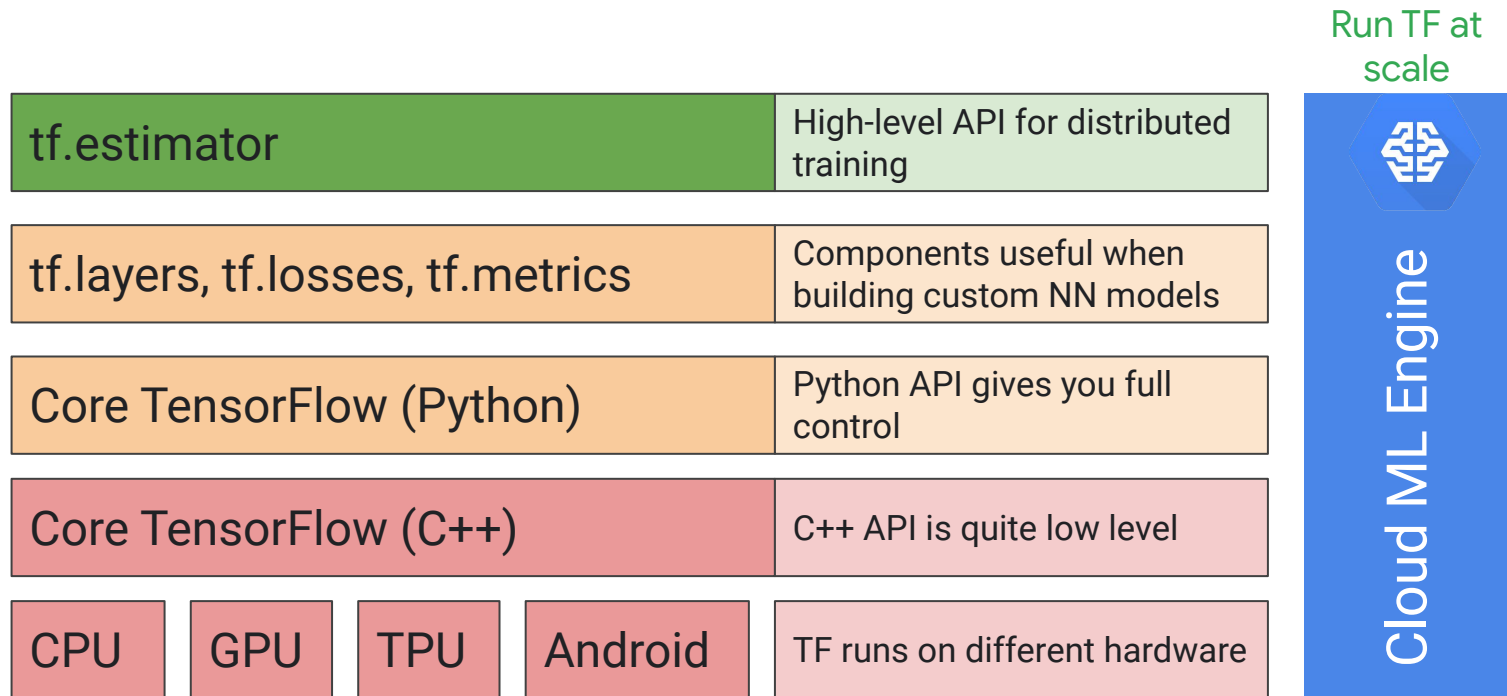 Run TF at
scale
tf.estimator
High-level API for distributed
training
tf.layers, tf.losses, tf.metrics
Components useful when
building custom NN models
Core TensorFlow (Python)
Python API gives you full
control
Core TensorFlow (C++)
C++ API is quite low level
CPU
GPU
TPU
Android
TF runs on different hardware
Cloud ML Engine